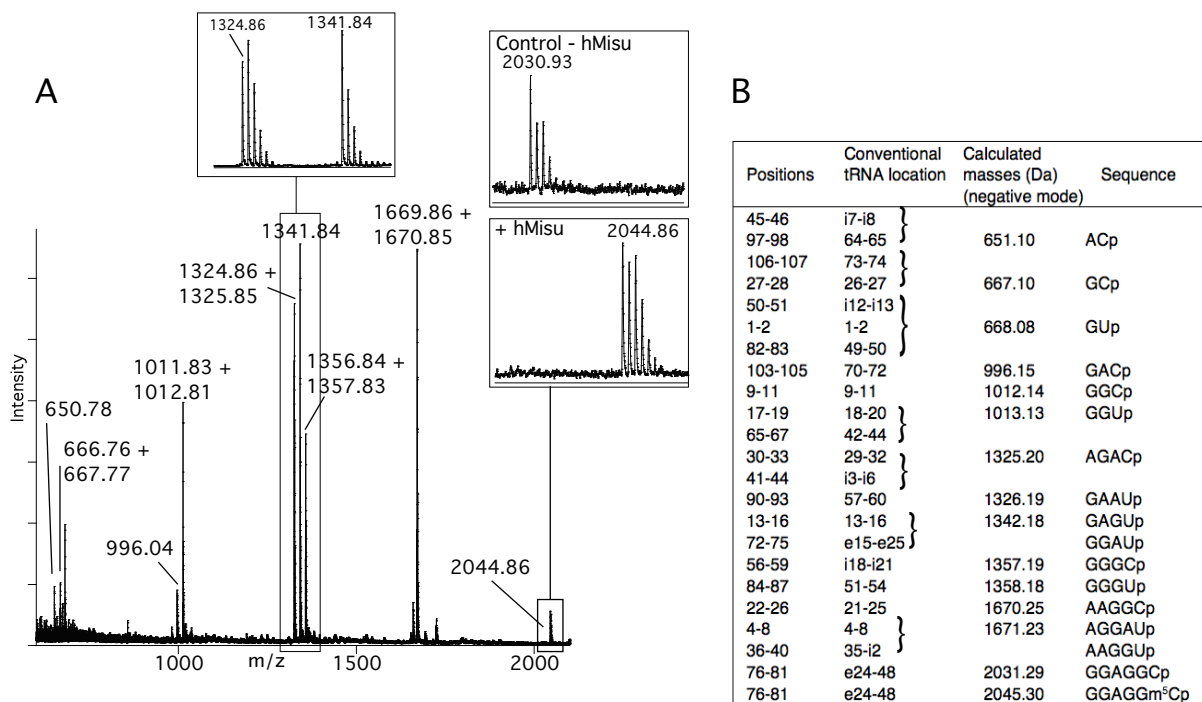 A
1324.86
1341.84
Control - hMisu
2030.93
+ hMisu
2044.86
1341.84
1669.86 +
1670.85
1324.86 +
1325.85
1356.84 +
1357.83
1011.83 +
1012.81
650.78
666.76 +
667.77
996.04
2044.86
Intensity
1000
m/z
1500
2000
B
Positions Conventional tRNA location Calculated masses (Da) (negative mode) Sequence
45-46 i7-i8
97-98 64-65 651.10 ACp
106-107 73-74
27-28 26-27 667.10 GCp
50-51 i12-i13
1-2 1-2 668.08 GUp
82-83 49-50
103-105 70-72 996.15 GACp
9-11 9-11 1012.14 GGCp
17-19 18-20 1013.13 GGUp
65-67 42-44
30-33 29-32 1325.20 AGACp
41-44 i3-i6
90-93 57-60 1326.19 GAAUp
13-16 13-16 1342.18 GAGUp
72-75 e15-e25 GGAUp
56-59 i18-i21 1357.19 GGGCp
84-87 51-54 1358.18 GGGUp
22-26 21-25 1670.25 AAGGCp
4-8 4-8 1671.23 AGGAUp
36-40 35-i2 AAGGUp
76-81 e24-48 2031.29 GGAGGCp
76-81 e24-48 2045.30 GGAGGm⁵Cp